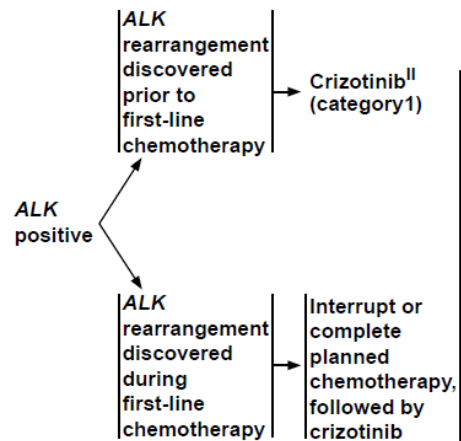 ALK
rearrangement
discovered
prior to
first-line
chemotherapy
Crizotinib^II
(category1)
ALK
positive
ALK
rearrangement
discovered
during
first-line
chemotherapy
Interrupt or
complete
planned
chemotherapy,
followed by
crizotinib